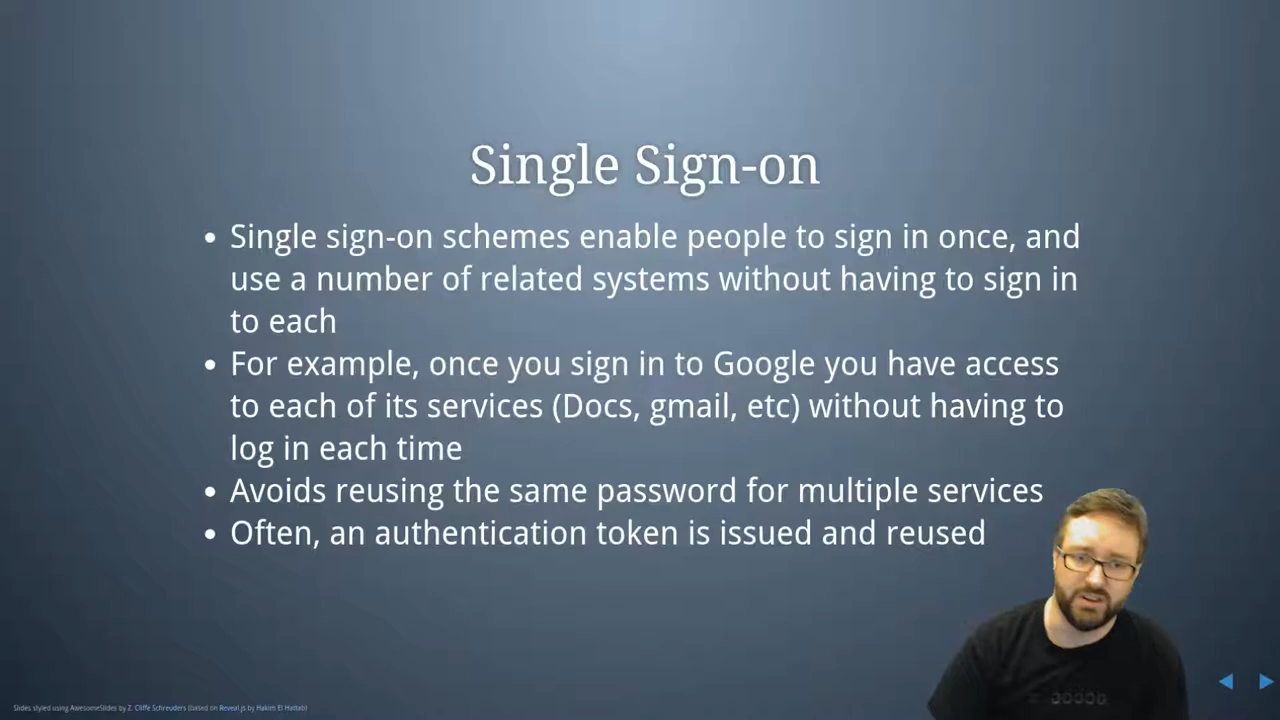 Single Sign-on
• Single sign-on schemes enable people to sign in once, and
use a number of related systems without having to sign in
to each
• For example, once you sign in to Google you have access
to each of its services (Docs, gmail, etc) without having to
log in each time
• Avoids reusing the same password for multiple services
• Often, an authentication token is issued and reused
Slides styled using AwesomeSlides by Z. Cliffe Schreuders (based on Reveal.js by Hakim El Hattab)